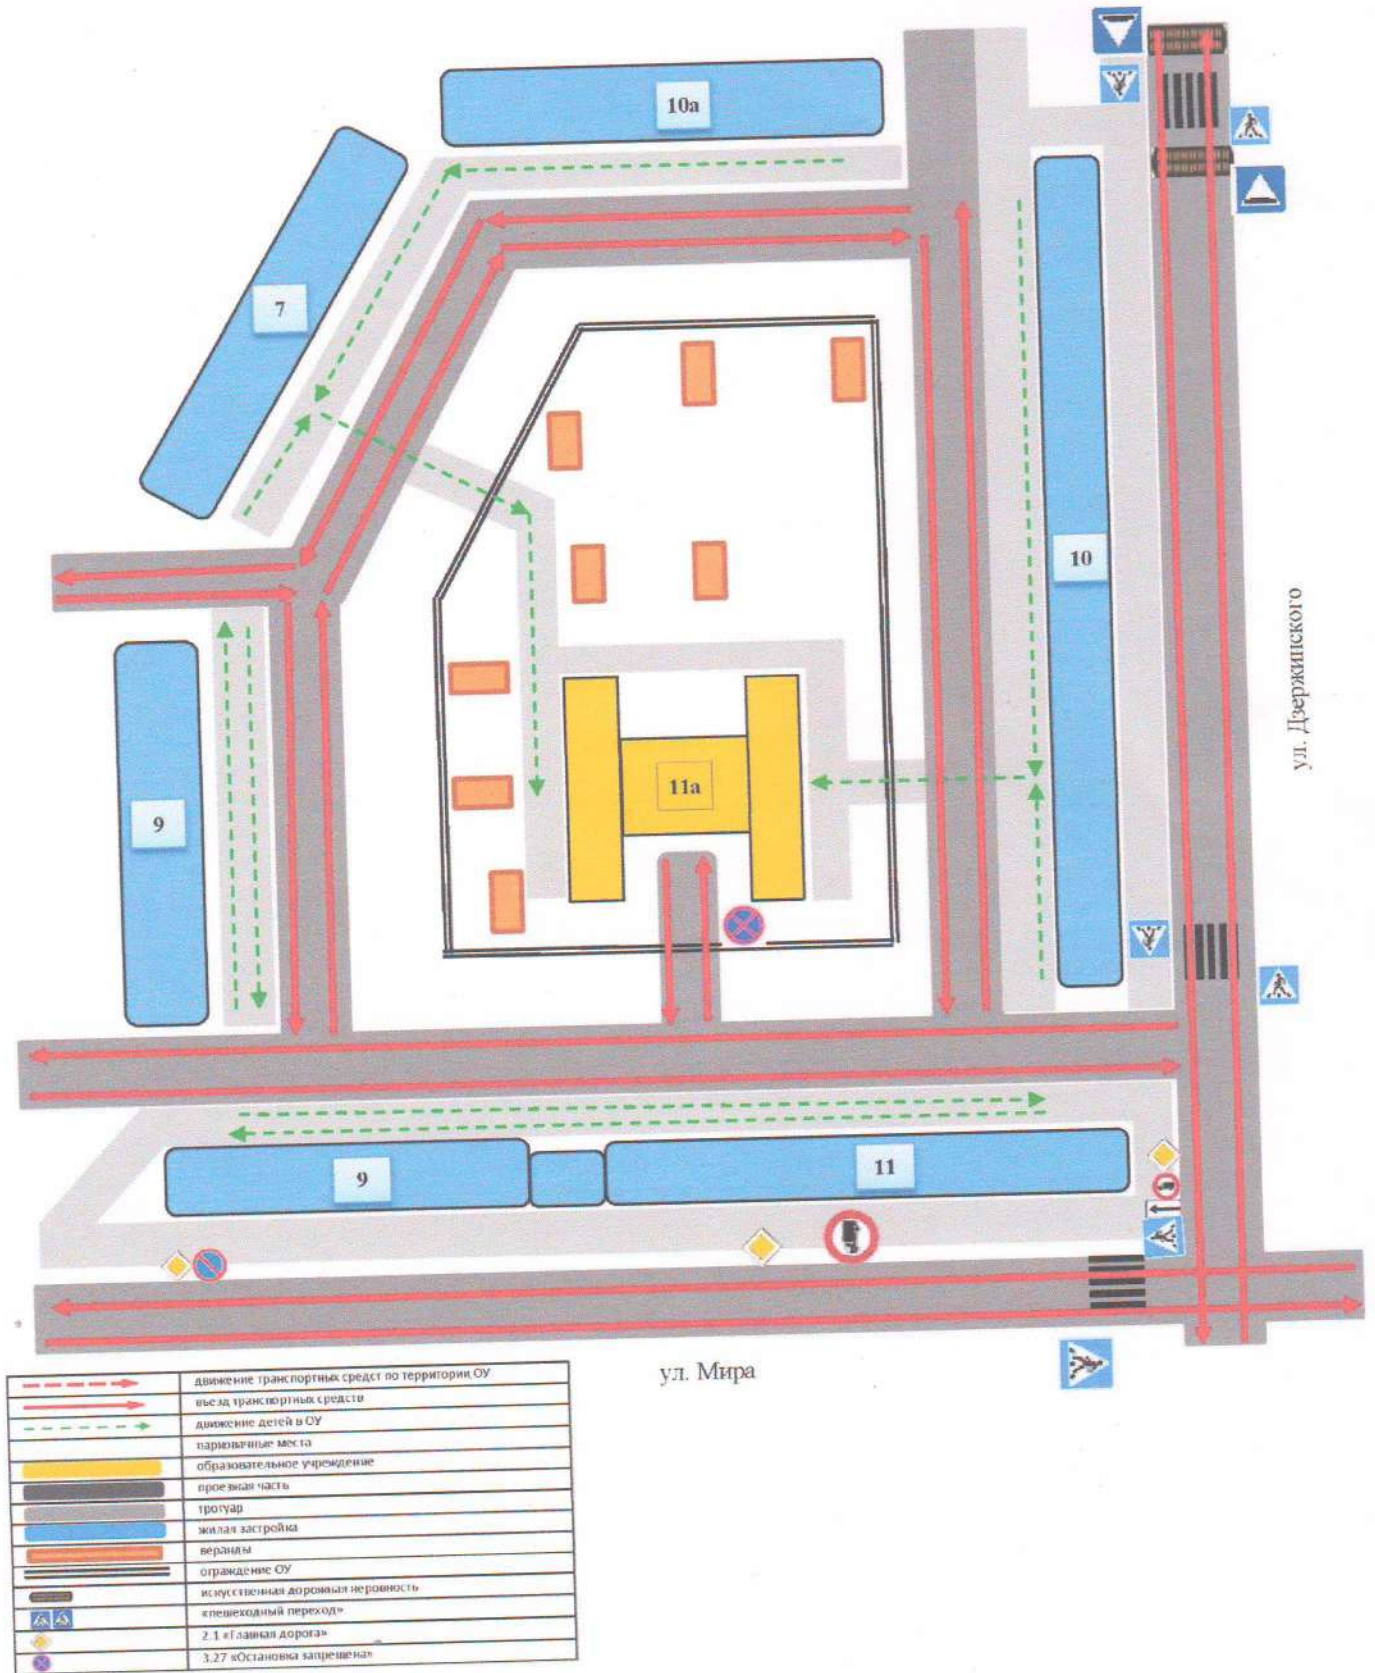 10а
7
10
ул. Дзержинского
9
11а
9
11
ул. Мира
движение транспортных средст по территории ОУ
въезд транспортных средств
движение детей в ОУ
парковачные места
образовательное учреждение
проезжая часть
тротуар
жилая застройка
веранды
ограждение ОУ
искусственная дорожная неровность
«пешеходный переход»
2.1 «Главная дорога»
3.27 «Остановка запрещена»